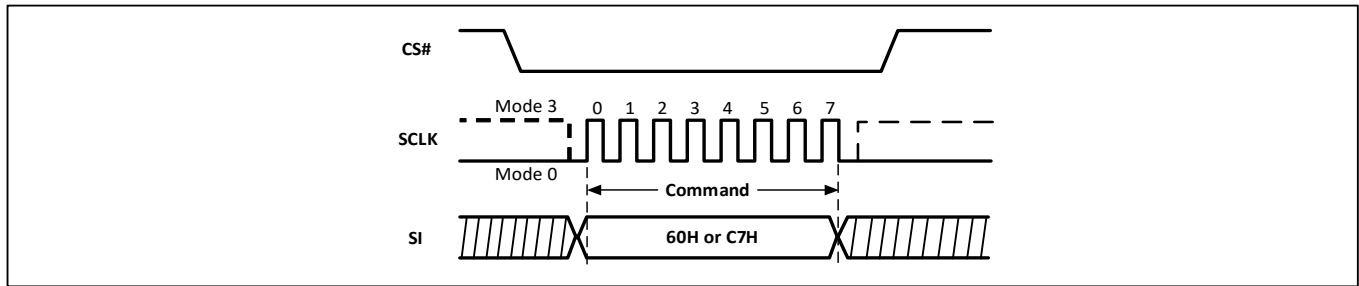 CS#
Mode 3
0 1 2 3 4 5 6 7
SCLK
Mode 0
Command
SI
60H or C7H